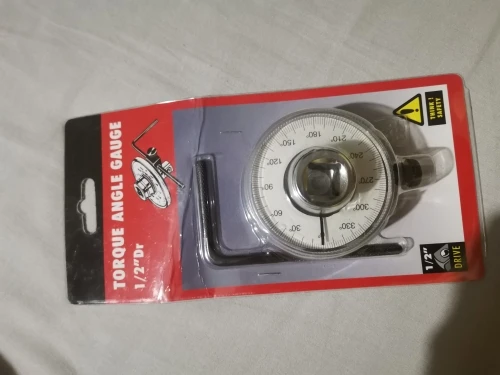 TORQUE ANGLE GAUGE
1/2"Dr
THINK !
SAFETY
1/2"
DRIVE
30°
60°
90°
120°
150°
180°
210°
240°
270°
300°
330°